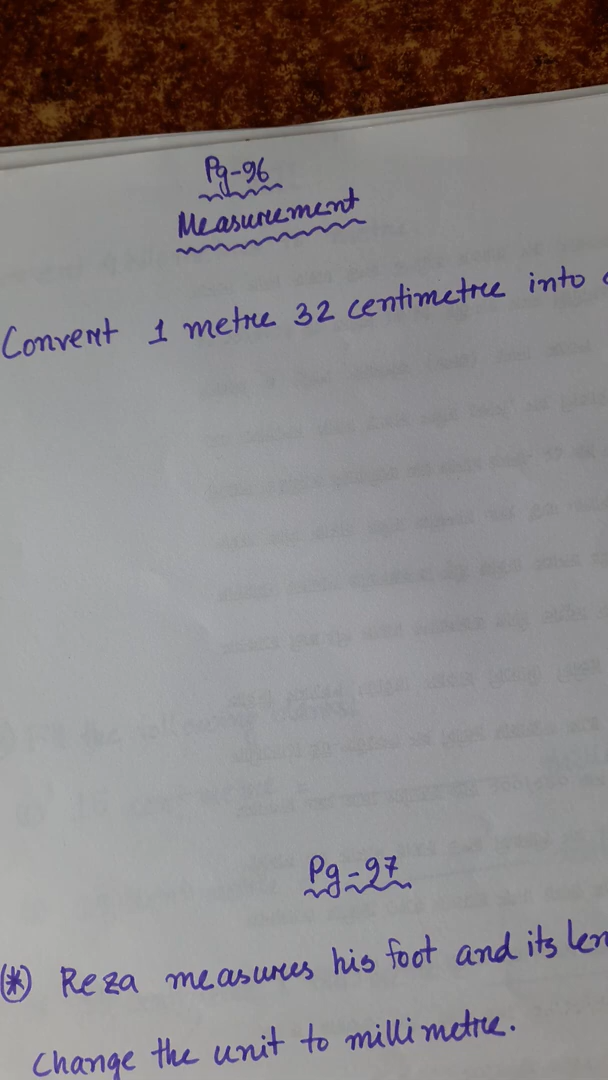 Pg-96
Measurement
Convert 1 metre 32 centimetre into
Pg-97
(*) Reza measures his foot and its len
change the unit to millimetre.